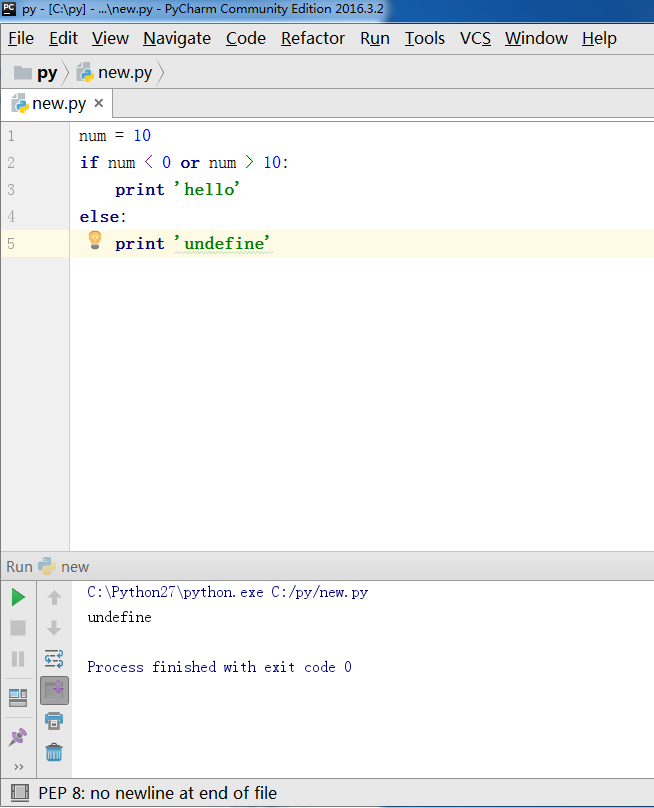 py - [C:\py] - ...\new.py - PyCharm Community Edition 2016.3.2
File Edit View Navigate Code Refactor Run Tools VCS Window Help
py new.py
new.py ×
1 num = 10
2 if num < 0 or num > 10:
3     print 'hello'
4 else:
5     print 'undefine'
Run new
C:\Python27\python.exe C:/py/new.py
undefine
Process finished with exit code 0
PEP 8: no newline at end of file